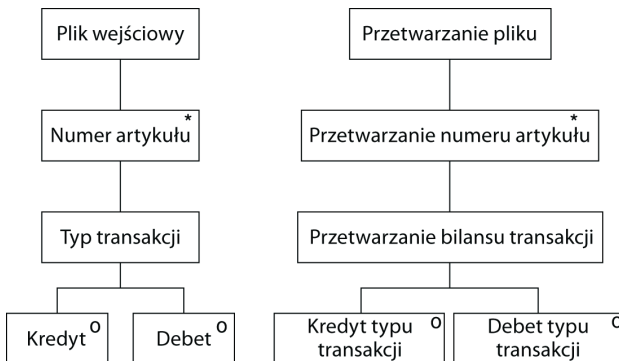 Plik wejściowy
Przetwarzanie pliku
Numer artykułu *
Przetwarzanie numeru artykułu *
Typ transakcji
Przetwarzanie bilansu transakcji
Kredyt o
Debet o
Kredyt typu o
transakcji
Debet typu o
transakcji